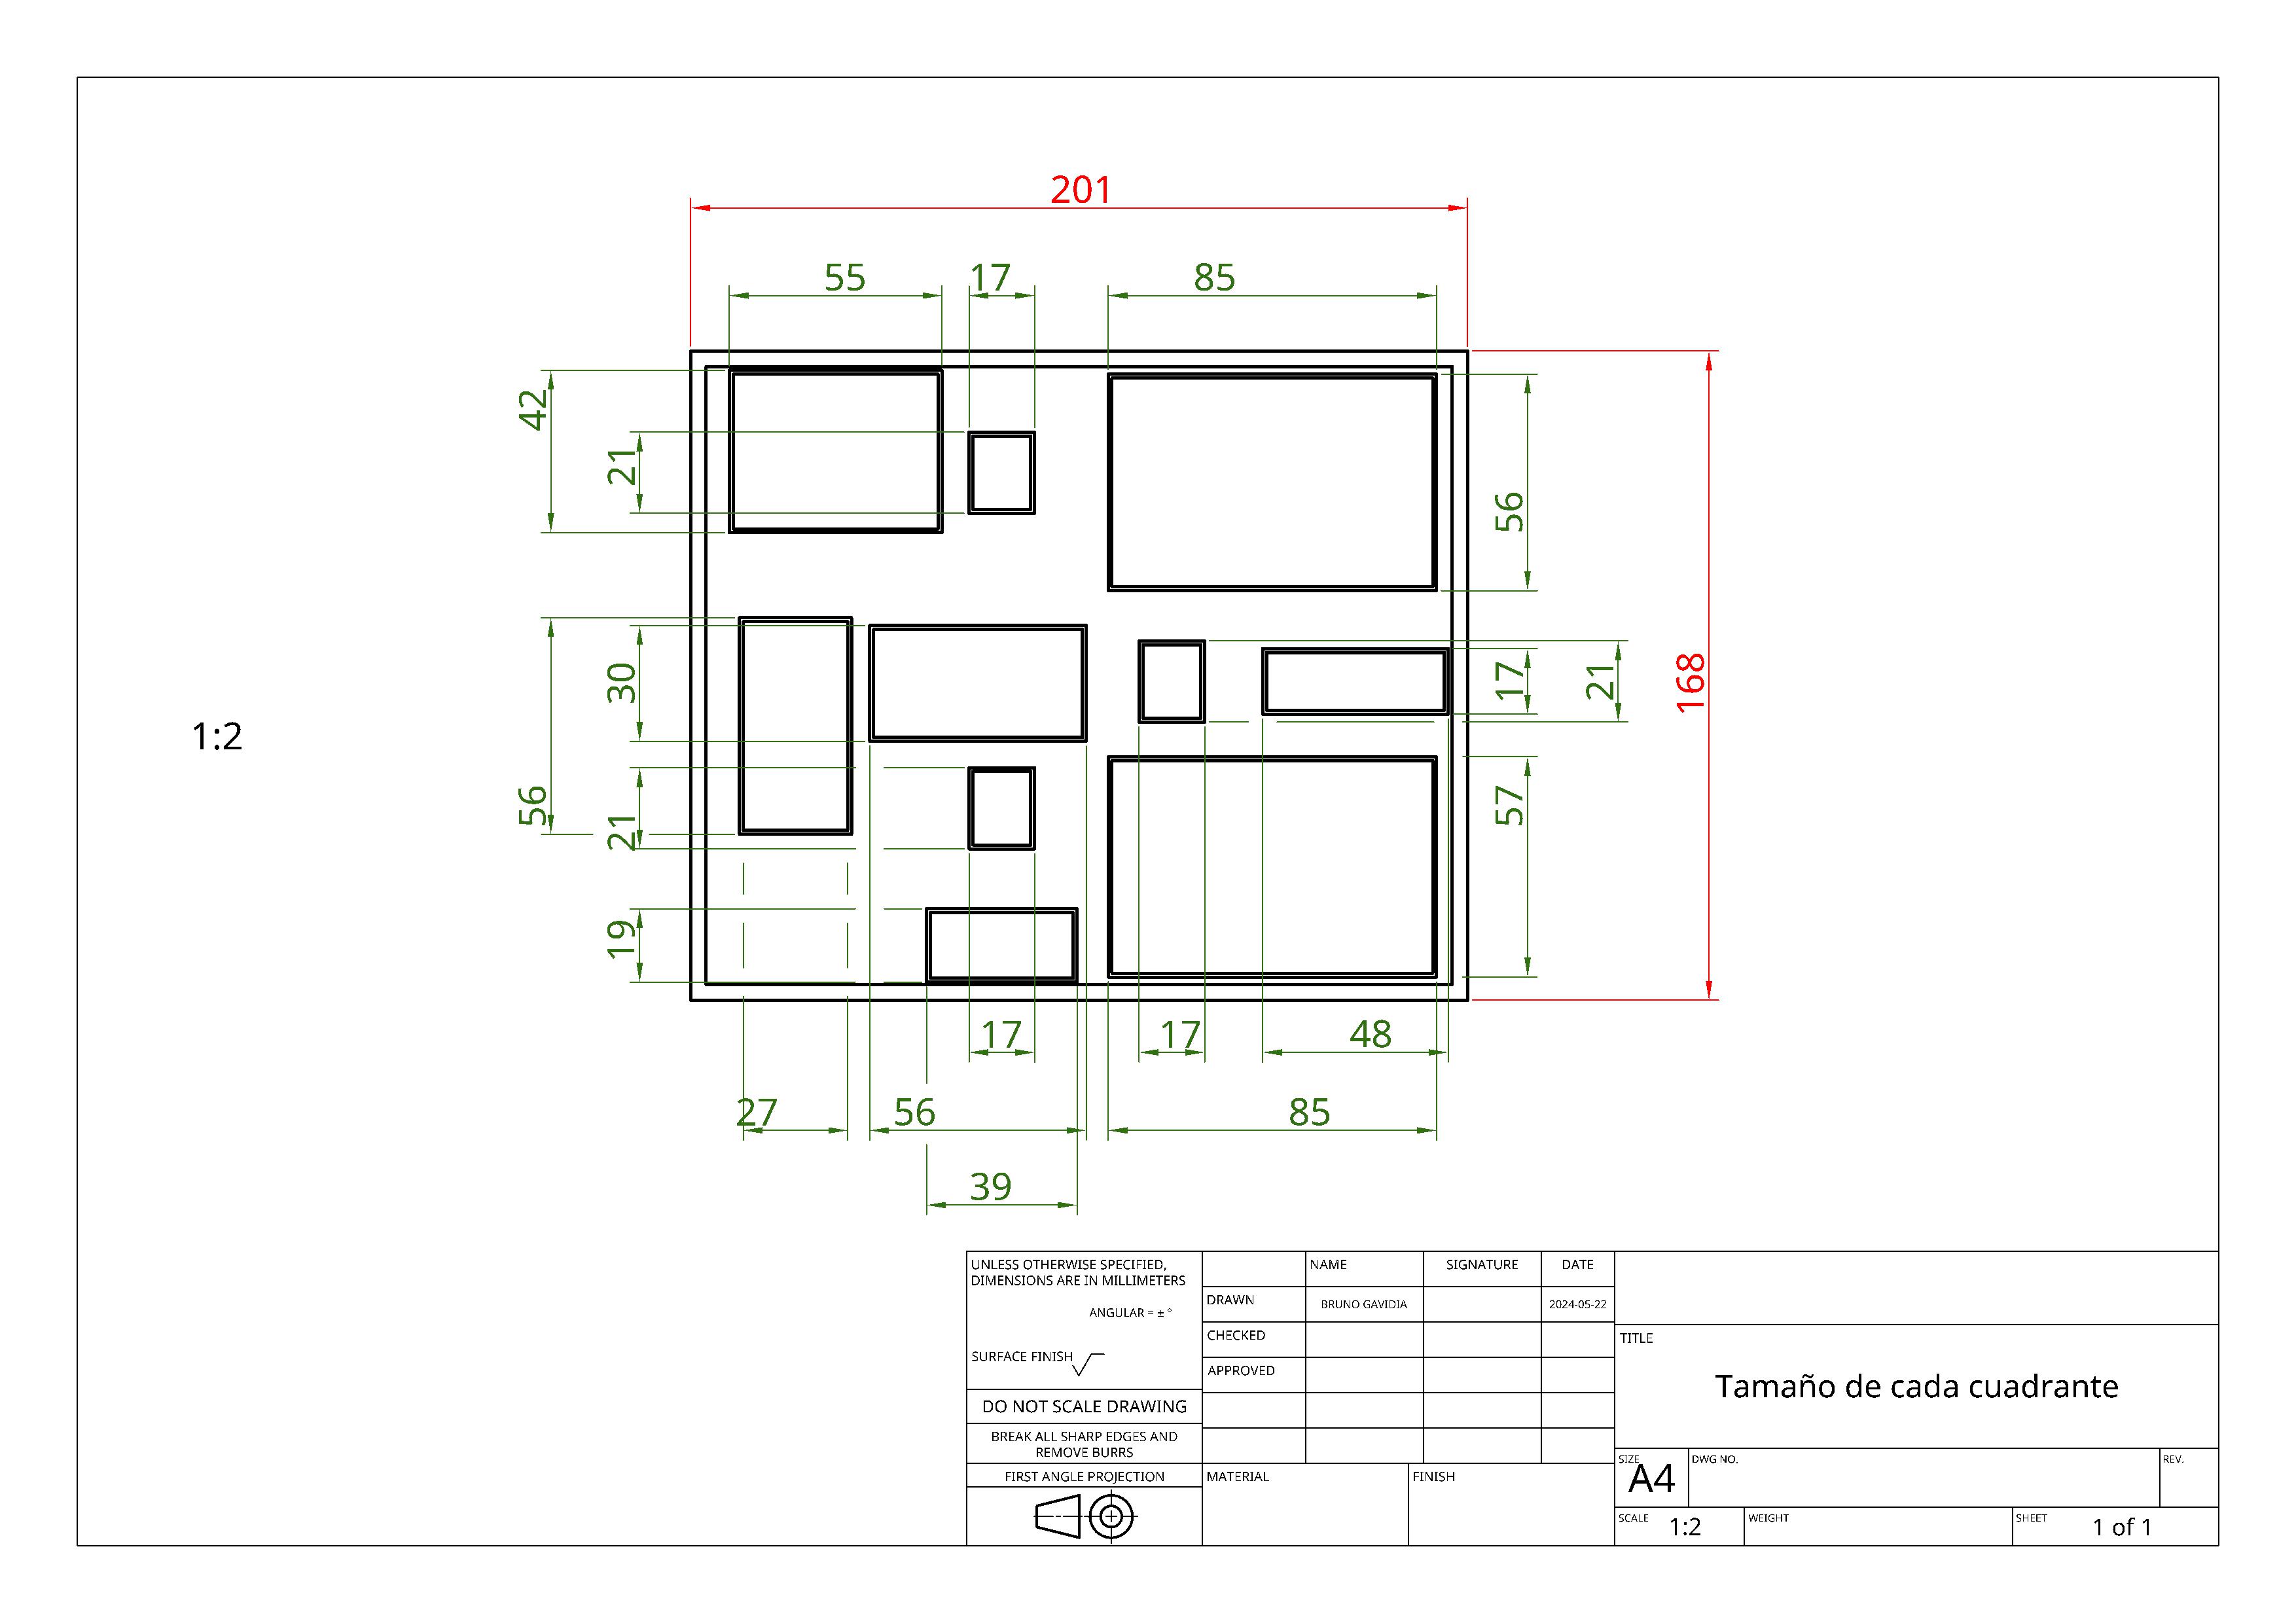 201
55
17
85
42
21
56
30
17
21
168
1:2
56
21
57
19
17
17
48
27
56
85
39
UNLESS OTHERWISE SPECIFIED,
DIMENSIONS ARE IN MILLIMETERS
ANGULAR = ± °
SURFACE FINISH
DO NOT SCALE DRAWING
BREAK ALL SHARP EDGES AND
REMOVE BURRS
FIRST ANGLE PROJECTION
NAME
SIGNATURE
DATE
DRAWN
BRUNO GAVIDIA
2024-05-22
CHECKED
APPROVED
MATERIAL
FINISH
TITLE
Tamaño de cada cuadrante
SIZE
A4
DWG NO.
REV.
SCALE
1:2
WEIGHT
SHEET
1 of 1